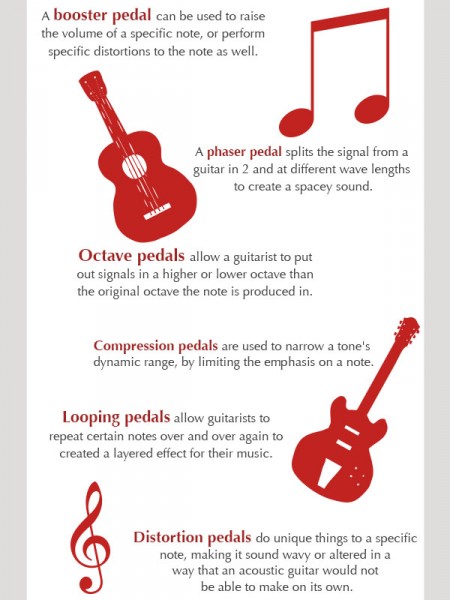 A booster pedal can be used to raise
the volume of a specific note, or perform
specific distortions to the note as well.
A phaser pedal splits the signal from a
guitar in 2 and at different wave lengths
to create a spacey sound.
Octave pedals allow a guitarist to put
out signals in a higher or lower octave than
the original octave the note is produced in.
Compression pedals are used to narrow a tone's
dynamic range, by limiting the emphasis on a note.
Looping pedals allow guitarists to
repeat certain notes over and over again to
created a layered effect for their music.
Distortion pedals do unique things to a specific
note, making it sound wavy or altered in a
way that an acoustic guitar would not
be able to make on its own.